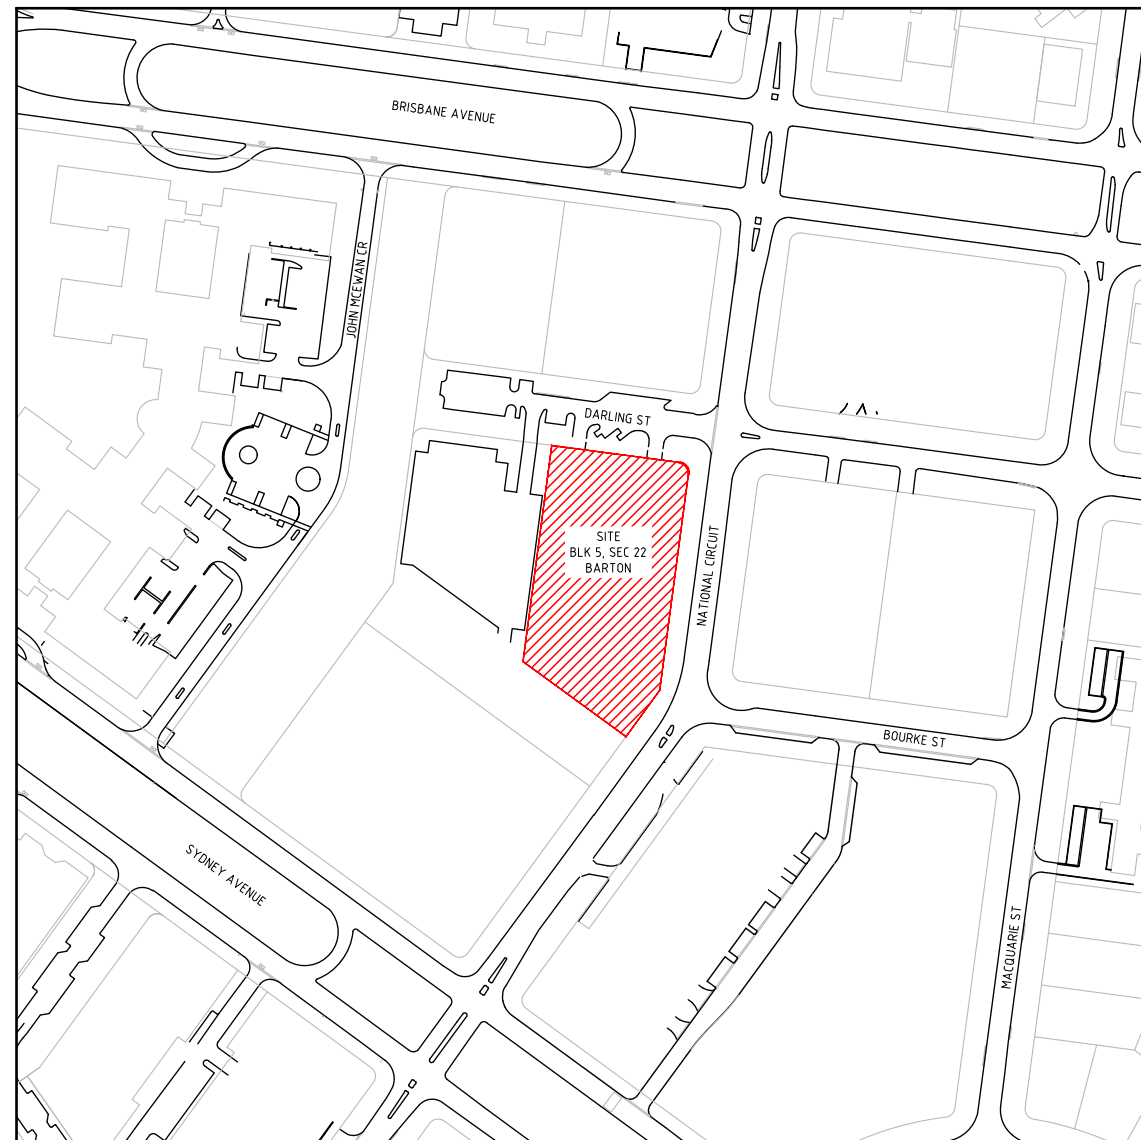 BRISBANE AVENUE
JOHN MCEWAN CR
DARLING ST
SITE
BLK 5, SEC 22
BARTON
NATIONAL CIRCUIT
BOURKE ST
SYDNEY AVENUE
MACQUARIE ST